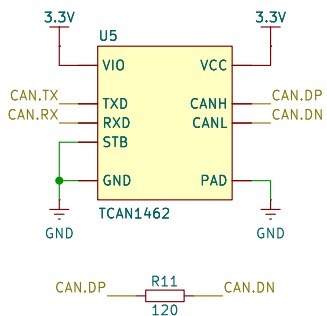 3.3V
3.3V
U5
VIO
VCC
CAN.TX
TXD
CANH
CAN.DP
CAN.RX
RXD
CANL
CAN.DN
STB
GND
PAD
TCAN1462
GND
GND
CAN.DP
R11
CAN.DN
120